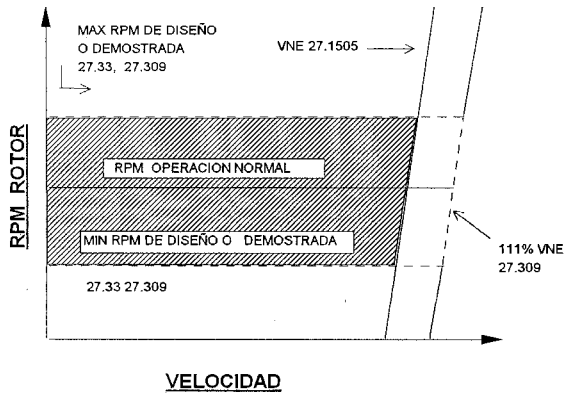 MAX RPM DE DISEÑO
O DEMOSTRADA
27.33, 27.309
VNE 27.1505
RPM ROTOR
RPM OPERACION NORMAL
MIN RPM DE DISEÑO O DEMOSTRADA
111% VNE
27.309
27.33 27.309
VELOCIDAD